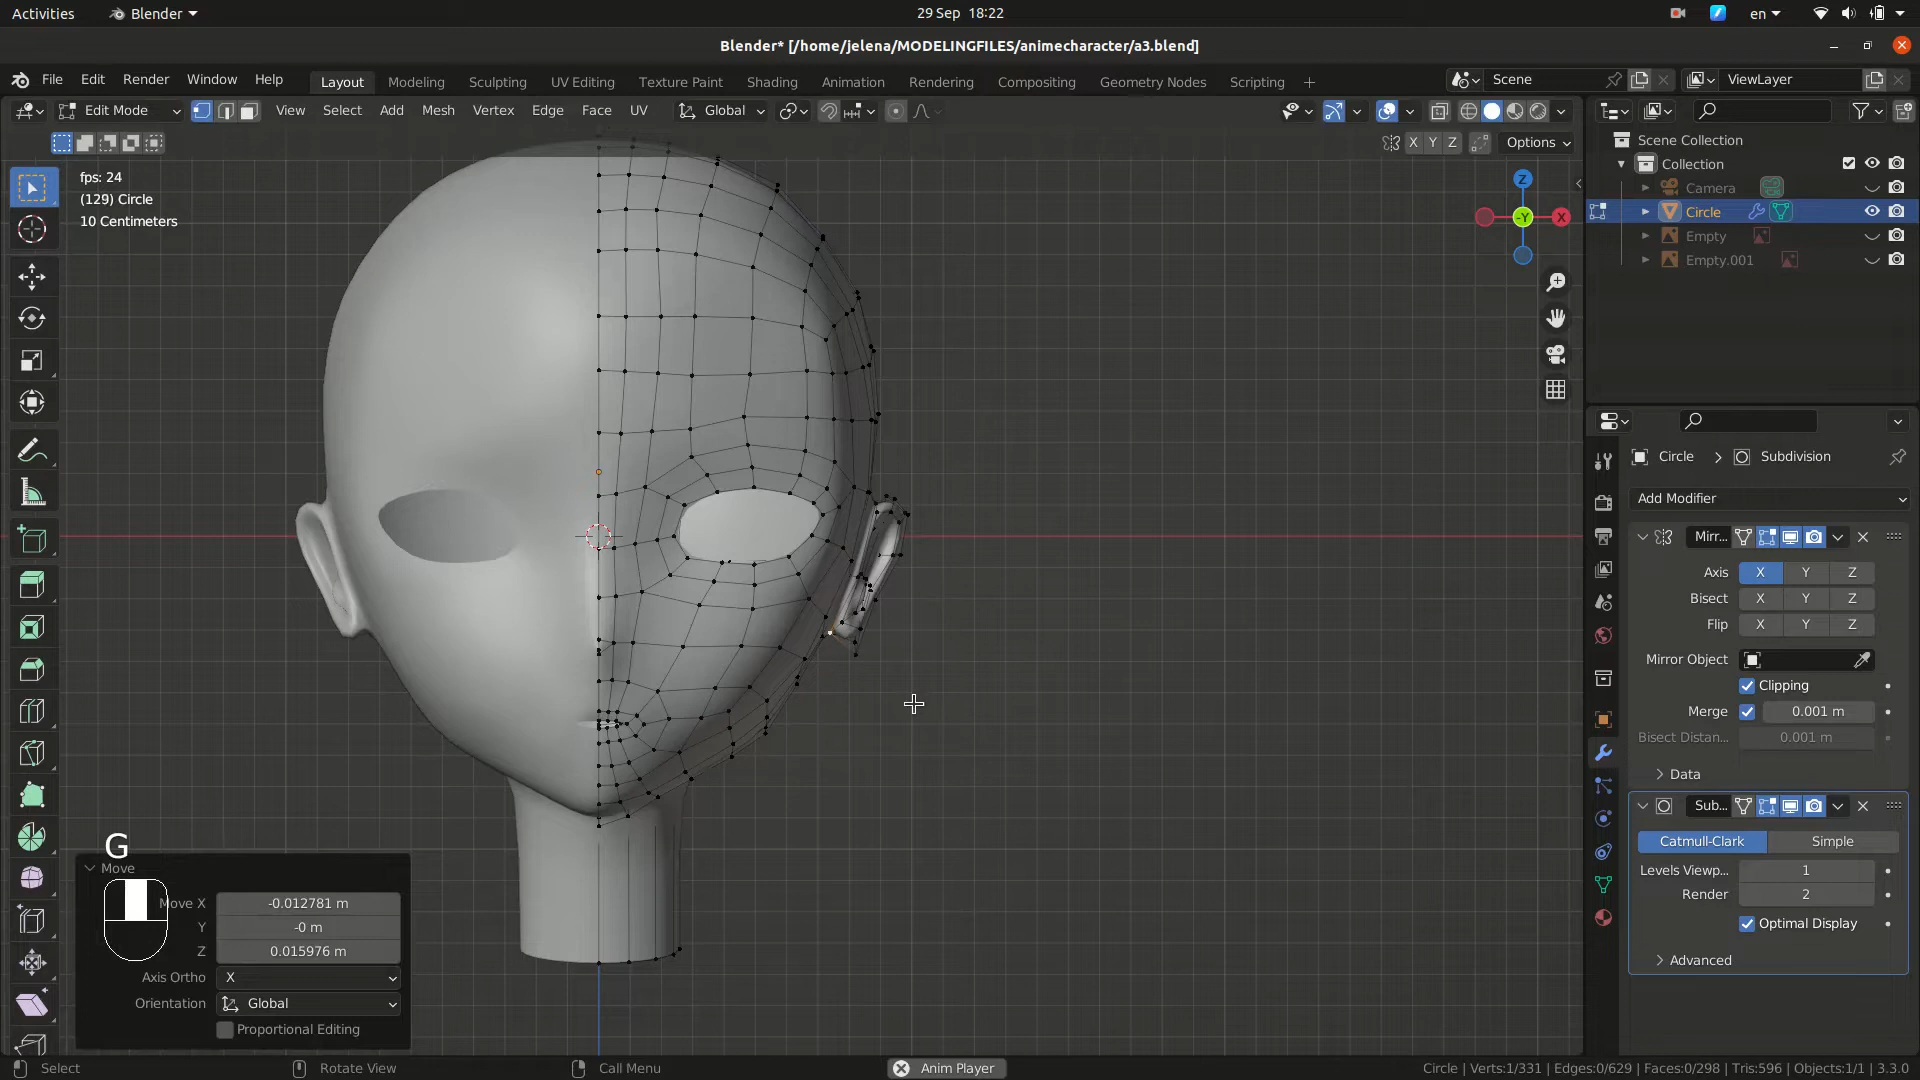 Activities
Blender
29 Sep 18:22
en
Blender* [/home/jelena/MODELINGFILES/animecharacter/a3.blend]
File Edit Render Window Help
Layout Modeling Sculpting UV Editing Texture Paint Shading Animation Rendering Compositing Geometry Nodes Scripting +
Scene
ViewLayer
Edit Mode
View Select Add Mesh Vertex Edge Face UV
Global
X Y Z
Options
fps: 24
(129) Circle
10 Centimeters
Z
-Y
X
G
Move
Move X -0.012781 m
Y -0 m
Z 0.015976 m
Axis Ortho X
Orientation Global
Proportional Editing
Scene Collection
Collection
Camera
Circle
Empty
Empty.001
Circle > Subdivision
Add Modifier
Mirr...
Axis X Y Z
Bisect X Y Z
Flip X Y Z
Mirror Object
Clipping
Merge 0.001 m
Bisect Distan... 0.001 m
Data
Sub...
Catmull-Clark Simple
Levels Viewp... 1
Render 2
Optimal Display
Advanced
Select
Rotate View
Call Menu
Anim Player
Circle | Verts:1/331 | Edges:0/629 | Faces:0/298 | Tris:596 | Objects:1/1 | 3.3.0